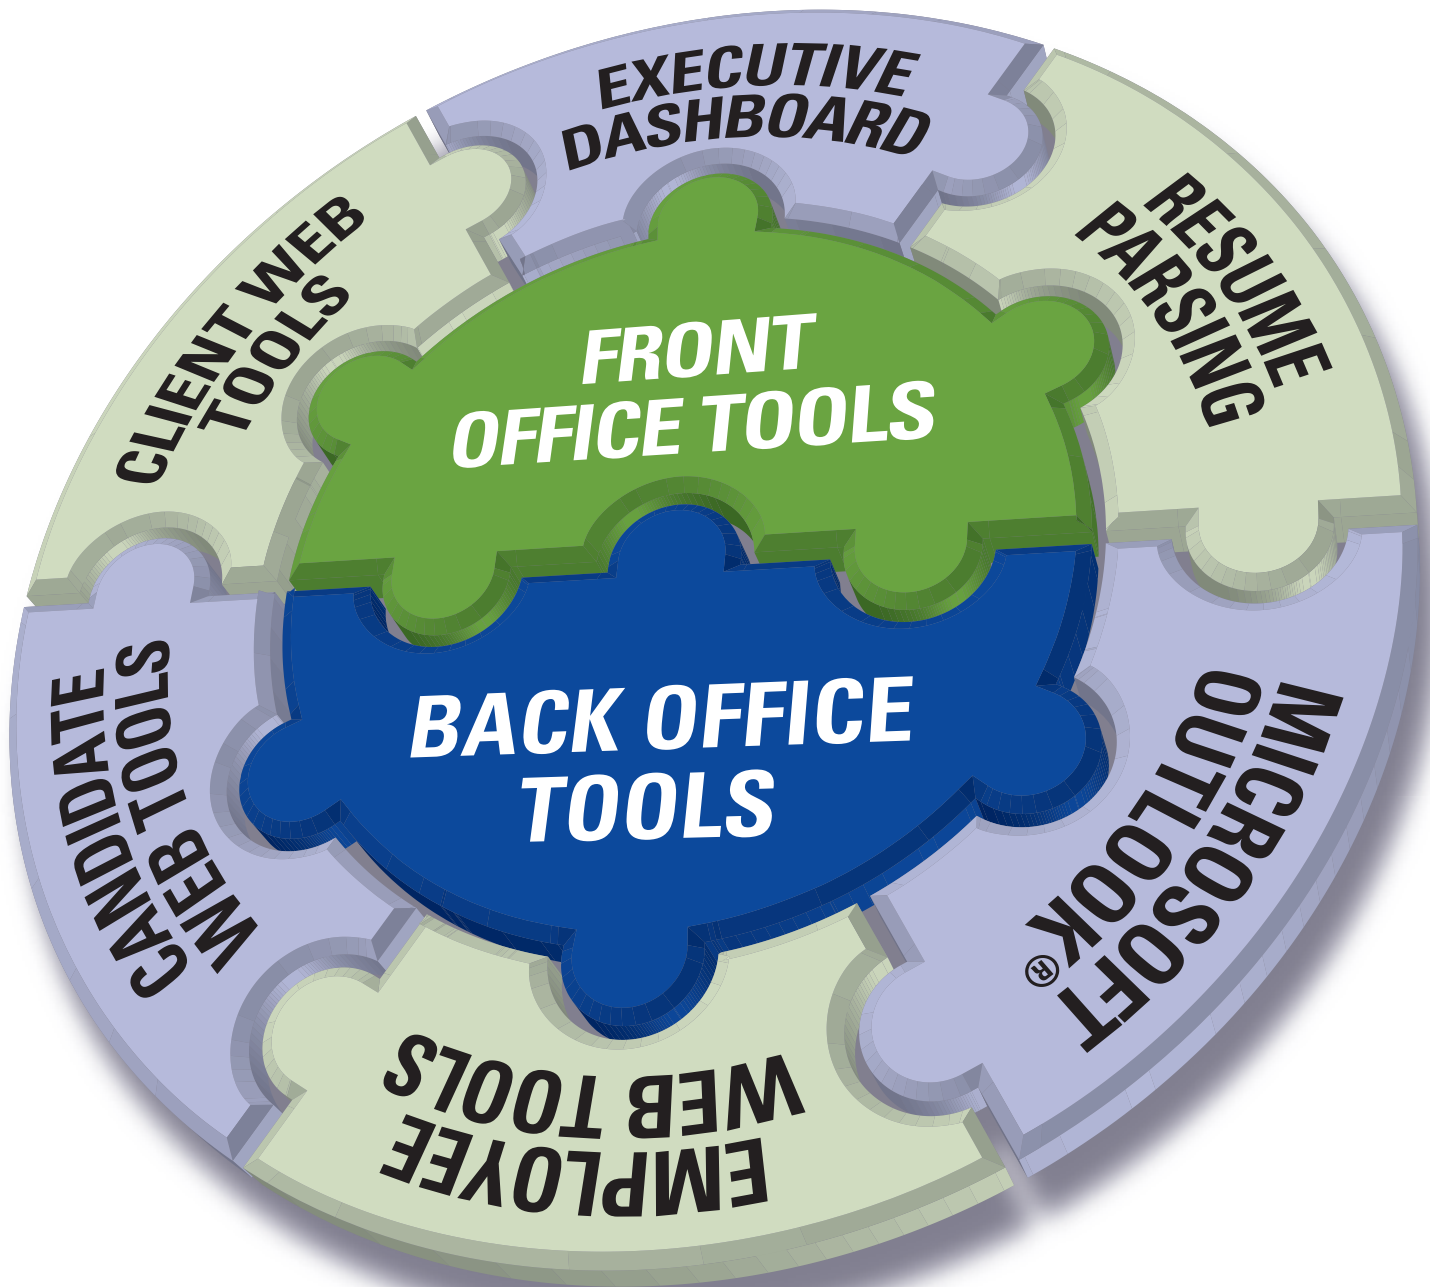 EXECUTIVE
DASHBOARD
RESUME
PARSING
MICROSOFT
OUTLOOK®
EMPLOYEE
WEB TOOLS
CANDIDATE
WEB TOOLS
CLIENT WEB
TOOLS
FRONT
OFFICE TOOLS
BACK OFFICE
TOOLS